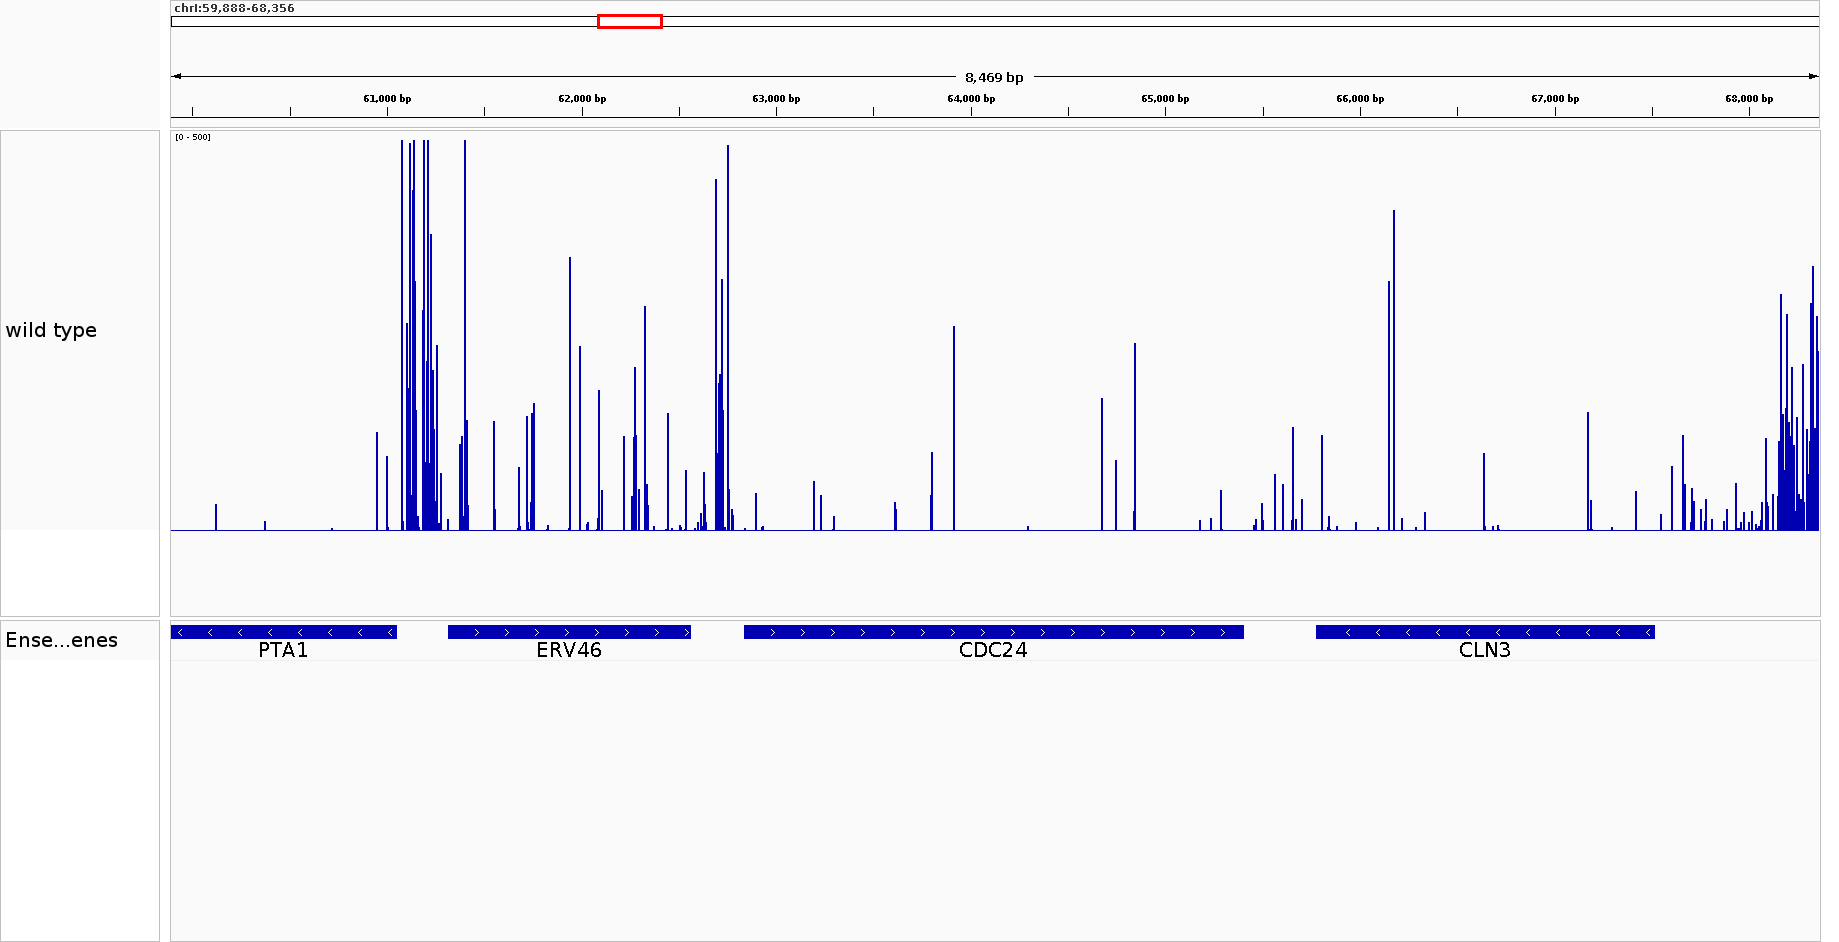 chrI:59,888-68,356
8,469 bp
61,000 bp 62,000 bp 63,000 bp 64,000 bp 65,000 bp 66,000 bp 67,000 bp 68,000 bp
[0 - 500]
wild type
Ense...enes
PTA1 ERV46 CDC24 CLN3